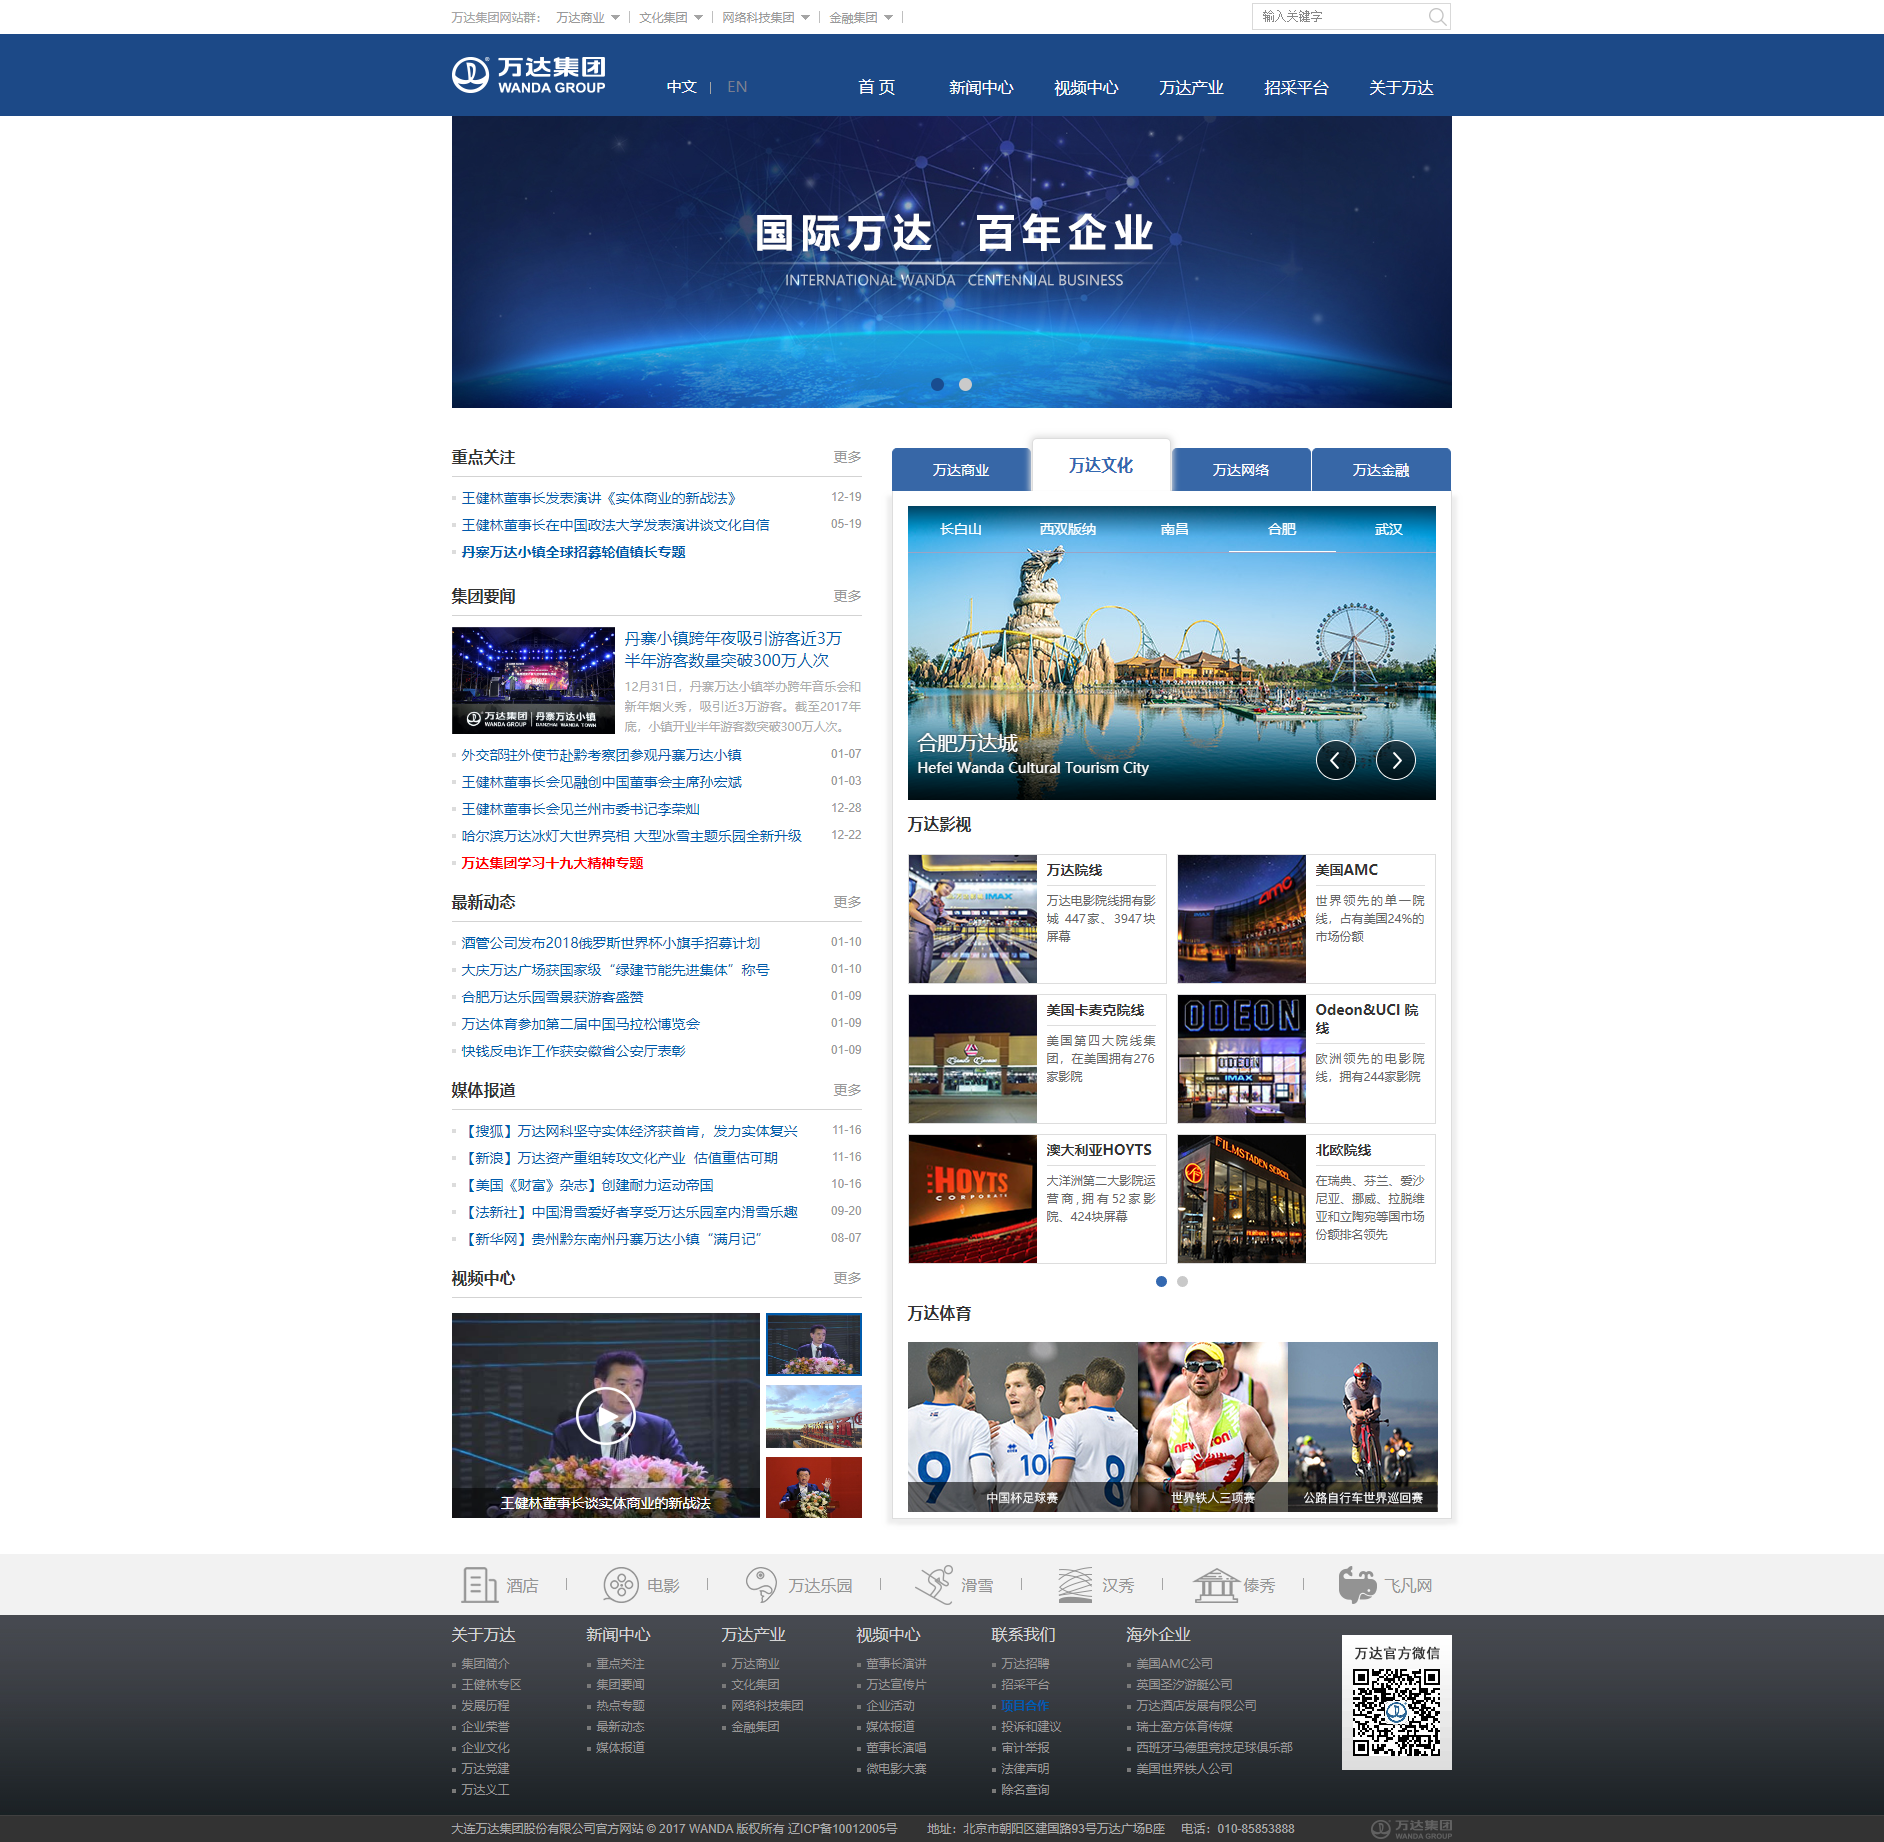 万达集团网站群： 万达商业 文化集团 网络科技集团 金融集团 输入关键字
万达集团
WANDA GROUP
中文 | EN
首 页 新闻中心 视频中心 万达产业 招采平台 关于万达
国际万达 百年企业
INTERNATIONAL WANDA CENTENNIAL BUSINESS
重点关注 更多
王健林董事长发表演讲《实体商业的新战法》 12-19
王健林董事长在中国政法大学发表演讲谈文化自信 05-19
丹寨万达小镇全球招募轮值镇长专题
集团要闻 更多
万达集团 WANDA GROUP 丹寨万达小镇 DANZHAI WANDA TOWN
丹寨小镇跨年夜吸引游客近3万
半年游客数量突破300万人次
12月31日，丹寨万达小镇举办跨年音乐会和
新年烟火秀，吸引近3万游客。截至2017年
底，小镇开业半年游客数突破300万人次。
外交部驻外使节赴黔考察团参观丹寨万达小镇 01-07
王健林董事长会见融创中国董事会主席孙宏斌 01-03
王健林董事长会见兰州市委书记李荣灿 12-28
哈尔滨万达冰灯大世界亮相 大型冰雪主题乐园全新升级 12-22
万达集团学习十九大精神专题
最新动态 更多
酒管公司发布2018俄罗斯世界杯小旗手招募计划 01-10
大庆万达广场获国家级“绿建节能先进集体”称号 01-10
合肥万达乐园雪景获游客盛赞 01-09
万达体育参加第二届中国马拉松博览会 01-09
快钱反电诈工作获安徽省公安厅表彰 01-09
媒体报道 更多
【搜狐】万达网科坚守实体经济获首肯，发力实体复兴 11-16
【新浪】万达资产重组转攻文化产业 估值重估可期 11-16
【美国《财富》杂志】创建耐力运动帝国 10-16
【法新社】中国滑雪爱好者享受万达乐园室内滑雪乐趣 09-20
【新华网】贵州黔东南州丹寨万达小镇“满月记” 08-07
视频中心 更多
王健林董事长谈实体商业的新战法
万达商业 万达文化 万达网络 万达金融
长白山 西双版纳 南昌 合肥 武汉
合肥万达城
Hefei Wanda Cultural Tourism City
万达影视
IMAX
万达院线
万达电影院线拥有影
城 447家、3947块
屏幕
amc
IMAX
美国AMC
世界领先的单一院
线，占有美国24%的
市场份额
美国卡麦克院线
美国第四大院线集
团，在美国拥有276
家影院
ODEON
ODEON
IMAX
Odeon&UCI 院
线
欧洲领先的电影院
线，拥有244家影院
HOYTS
CORPORATE
澳大利亚HOYTS
大洋洲第二大影院运
营商,拥有52家影
院、424块屏幕
FILMSTADEN SERGEL
北欧院线
在瑞典、芬兰、爱沙
尼亚、挪威、拉脱维
亚和立陶宛等国市场
份额排名领先
万达体育
9 10 8
中国杯足球赛 世界铁人三项赛 公路自行车世界巡回赛
酒店 电影 万达乐园 滑雪 汉秀 傣秀 飞凡网
关于万达
集团简介
王健林专区
发展历程
企业荣誉
企业文化
万达党建
万达义工
新闻中心
重点关注
集团要闻
热点专题
最新动态
媒体报道
万达产业
万达商业
文化集团
网络科技集团
金融集团
视频中心
董事长演讲
万达宣传片
企业活动
媒体报道
董事长演唱
微电影大赛
联系我们
万达招聘
招采平台
项目合作
投诉和建议
审计举报
法律声明
除名查询
海外企业
美国AMC公司
英国圣汐游艇公司
万达酒店发展有限公司
瑞士盈方体育传媒
西班牙马德里竞技足球俱乐部
美国世界铁人公司
万达官方微信
大连万达集团股份有限公司官方网站 © 2017 WANDA 版权所有 辽ICP备10012005号 地址：北京市朝阳区建国路93号万达广场B座 电话：010-85853888
万达集团
WANDA GROUP